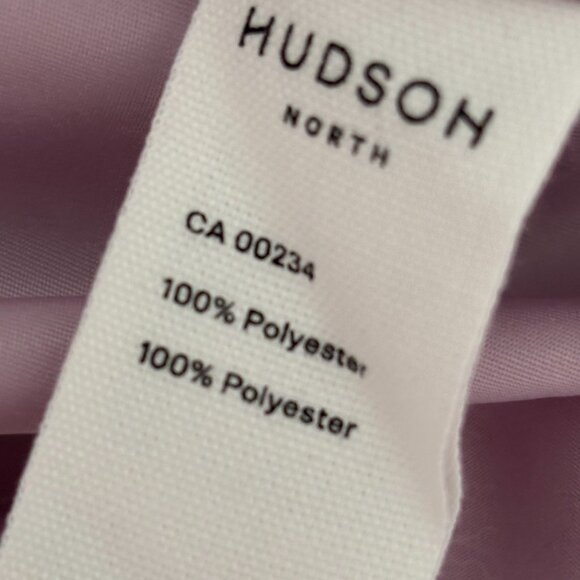 HUDSON
NORTH
CA 00234
100% Polyester
100% Polyester